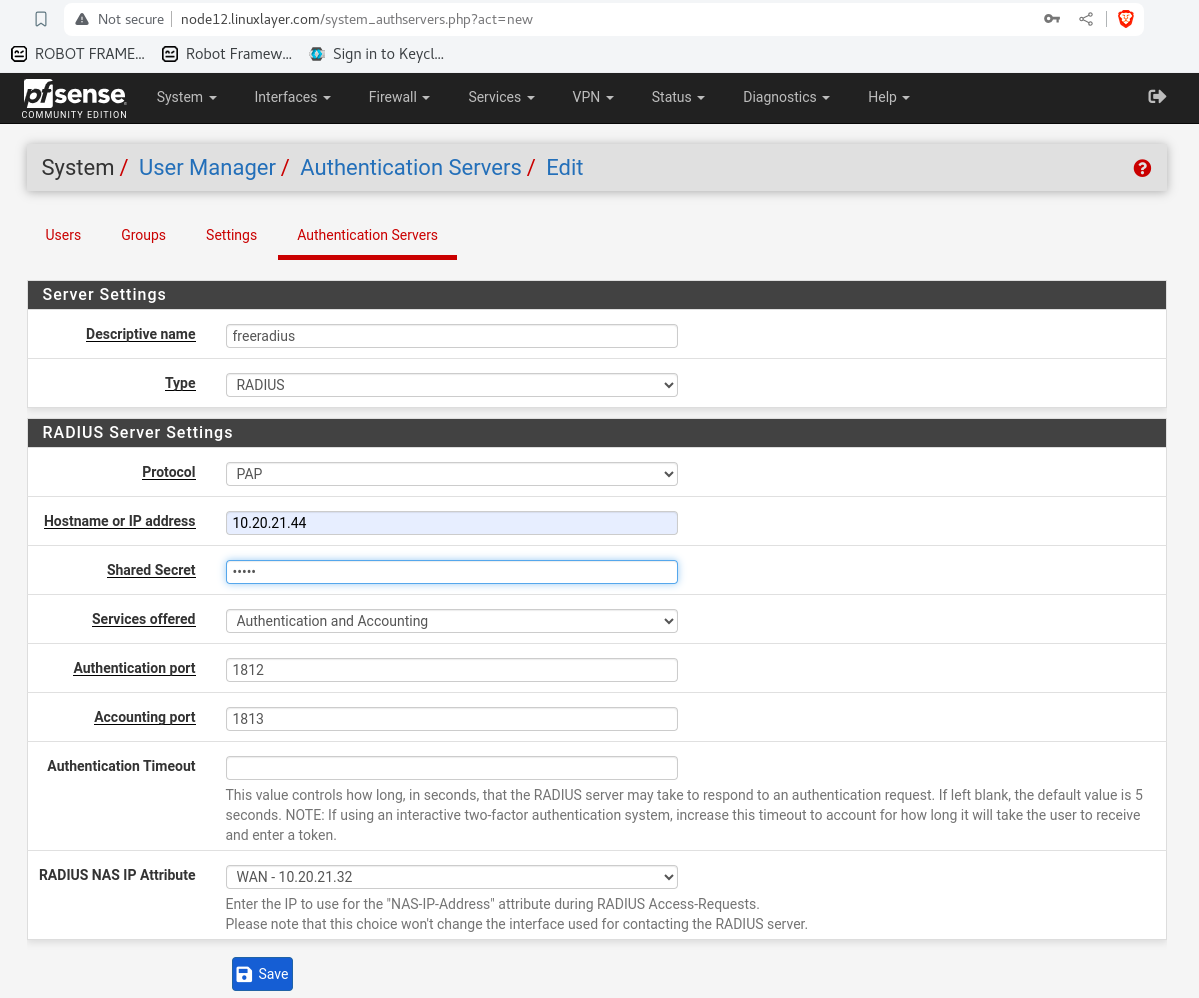 Not secure node12.linuxlayer.com/system_authservers.php?act=new
ROBOT FRAME... Robot Framew... Sign in to Keycl...
pfsense System Interfaces Firewall Services VPN Status Diagnostics Help
COMMUNITY EDITION
System / User Manager / Authentication Servers / Edit
Users Groups Settings Authentication Servers
Server Settings
Descriptive name freeradius
Type RADIUS
RADIUS Server Settings
Protocol PAP
Hostname or IP address 10.20.21.44
Shared Secret •••••
Services offered Authentication and Accounting
Authentication port 1812
Accounting port 1813
Authentication Timeout
This value controls how long, in seconds, that the RADIUS server may take to respond to an authentication request. If left blank, the default value is 5
seconds. NOTE: If using an interactive two-factor authentication system, increase this timeout to account for how long it will take the user to receive
and enter a token.
RADIUS NAS IP Attribute WAN - 10.20.21.32
Enter the IP to use for the "NAS-IP-Address" attribute during RADIUS Access-Requests.
Please note that this choice won't change the interface used for contacting the RADIUS server.
Save